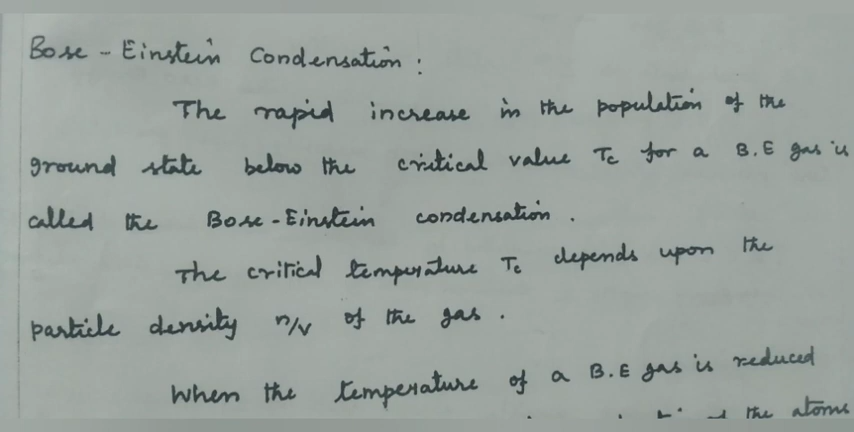 Bose - Einstein Condensation :
The rapid increase in the population of the
ground state below the critical value Tc for a B.E gas is
called the Bose - Einstein condensation .
The critical temperature Tc depends upon the
particle density n/v of the gas .
When the temperature of a B.E gas is reduced
the atoms